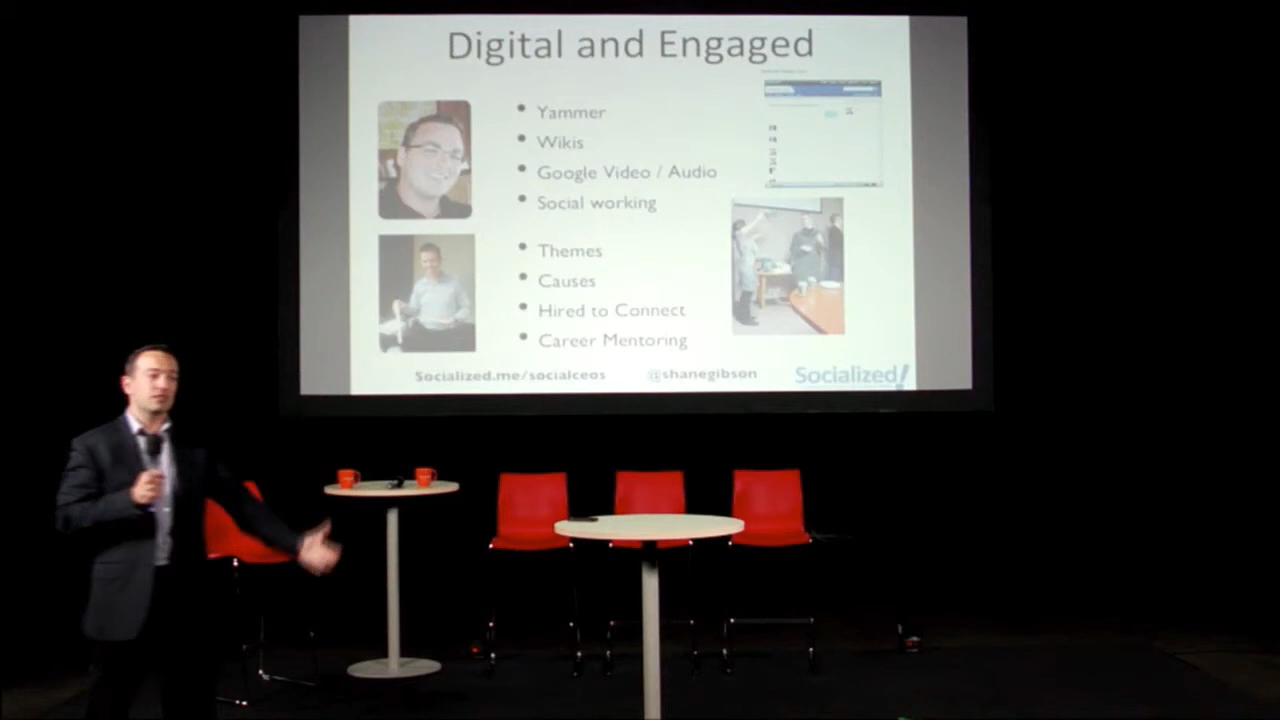 Digital and Engaged
Yammer
Wikis
Google Video / Audio
Social working
Themes
Causes
Hired to Connect
Career Mentoring
Socialized.me/socialceos @shanegibson Socialized!